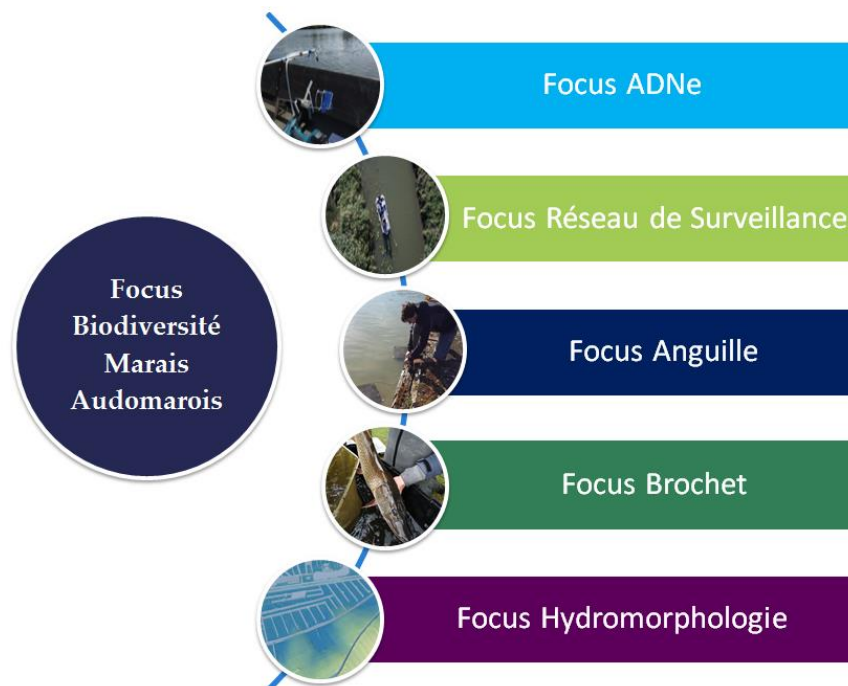 Focus ADNe
Focus Réseau de Surveillance
Focus
Biodiversité
Marais
Audomarois
Focus Anguille
Focus Brochet
Focus Hydromorphologie